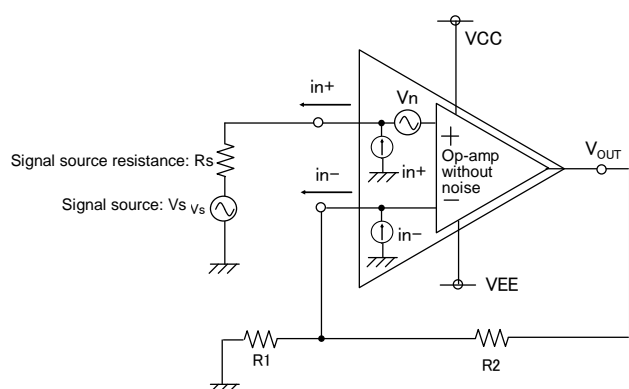 VCC
in+
Vn
+
Op-amp
without
noise
−
in+
VOUT
Signal source resistance: Rs
in−
Signal source: Vs
Vs
in−
VEE
R1
R2